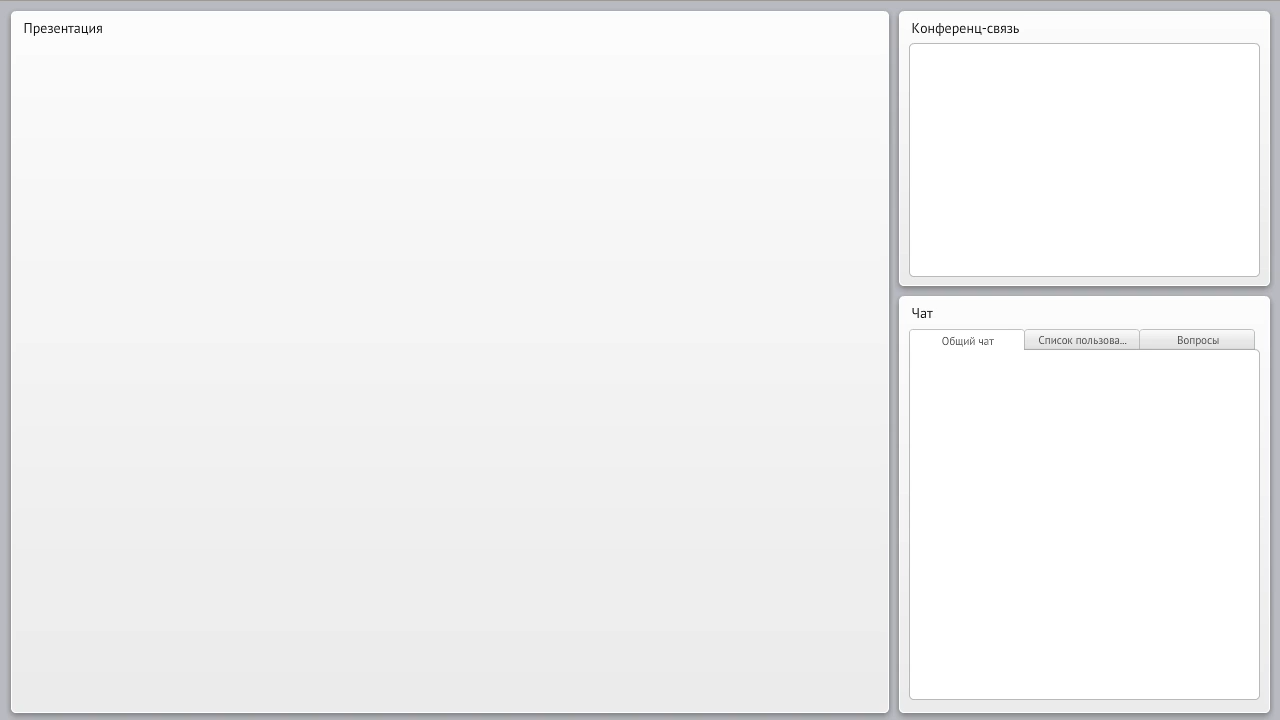 Презентация
Конференц-связь
Чат
Общий чат
Список пользова...
Вопросы